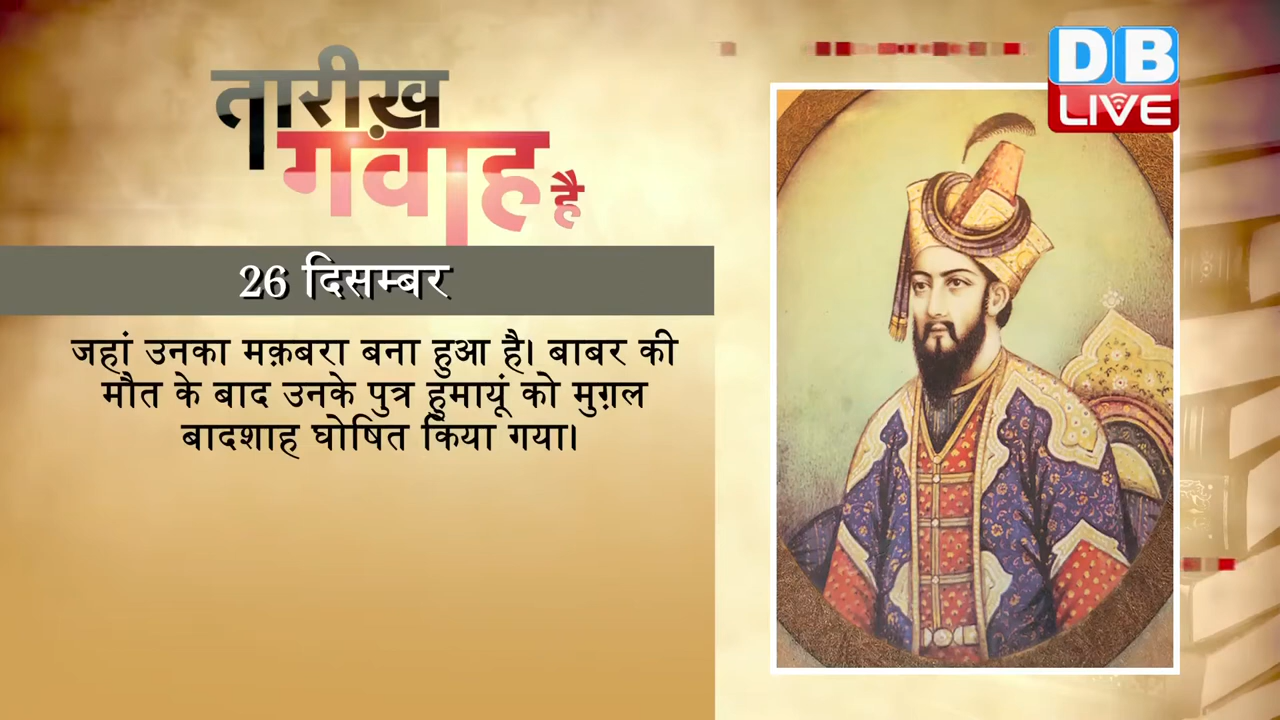 तारीख़
गवाह है
DB
LIVE
26 दिसम्बर
जहां उनका मक़बरा बना हुआ है। बाबर की
मौत के बाद उनके पुत्र हुमायूं को मुग़ल
बादशाह घोषित किया गया।